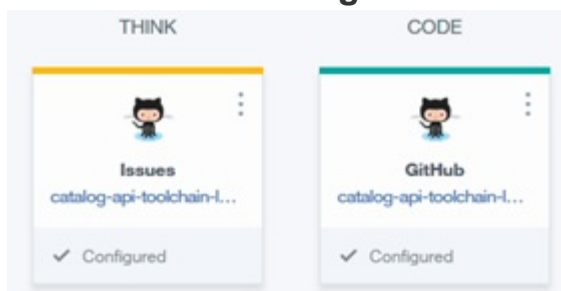 THINK
CODE
Issues
catalog-api-toolchain-l...
Configured
GitHub
catalog-api-toolchain-l...
Configured